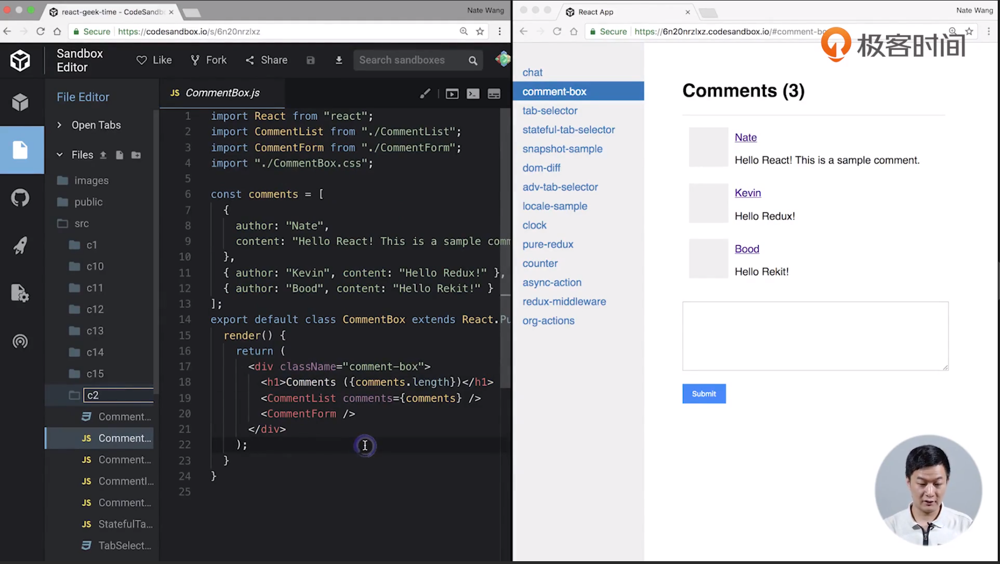 react-geek-time - CodeSandb
Nate Wang
Secure
https://codesandbox.io/s/6n20nrzlxz
Sandbox
Editor
Like
Fork
Share
Search sandboxes
File Editor
JS CommentBox.js
Open Tabs
Files
images
public
src
c1
c10
c11
c12
c13
c14
c15
c2
Comment...
JS Comment...
JS Comment...
JS CommentI...
JS Comment...
JS StatefulTa...
TabSelect...
1 import React from "react";
2 import CommentList from "./CommentList";
3 import CommentForm from "./CommentForm";
4 import "./CommentBox.css";
5
6 const comments = [
7 {
8 author: "Nate",
9 content: "Hello React! This is a sample com
10 },
11 { author: "Kevin", content: "Hello Redux!" },
12 { author: "Bood", content: "Hello Rekit!" }
13 ];
14 export default class CommentBox extends React.Pu
15 render() {
16 return (
17 <div className="comment-box">
18 <h1>Comments ({comments.length})</h1>
19 <CommentList comments={comments} />
20 <CommentForm />
21 </div>
22 );
23 }
24 }
25
React App
Nate Wang
Secure
https://6n20nrzlxz.codesandbox.io/#comment-bo
极客时间
chat
comment-box
tab-selector
stateful-tab-selector
snapshot-sample
dom-diff
adv-tab-selector
locale-sample
clock
pure-redux
counter
async-action
redux-middleware
org-actions
Comments (3)
Nate
Hello React! This is a sample comment.
Kevin
Hello Redux!
Bood
Hello Rekit!
Submit